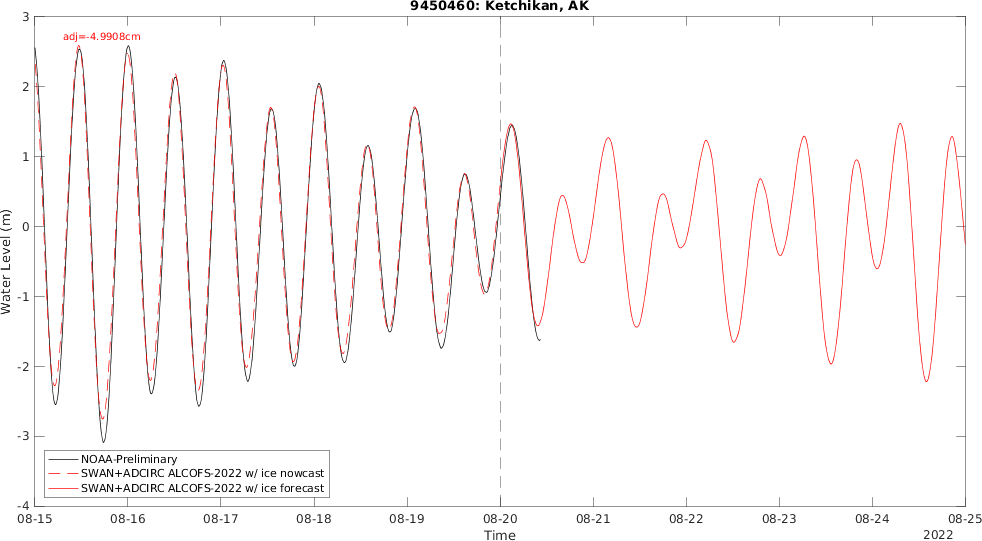 9450460: Ketchikan, AK
adj=-4.9908cm
3
2
1
0
-1
-2
-3
-4
Water Level (m)
NOAA-Preliminary
SWAN+ADCIRC ALCOFS-2022 w/ ice nowcast
SWAN+ADCIRC ALCOFS-2022 w/ ice forecast
08-15 08-16 08-17 08-18 08-19 08-20 08-21 08-22 08-23 08-24 08-25
Time
2022